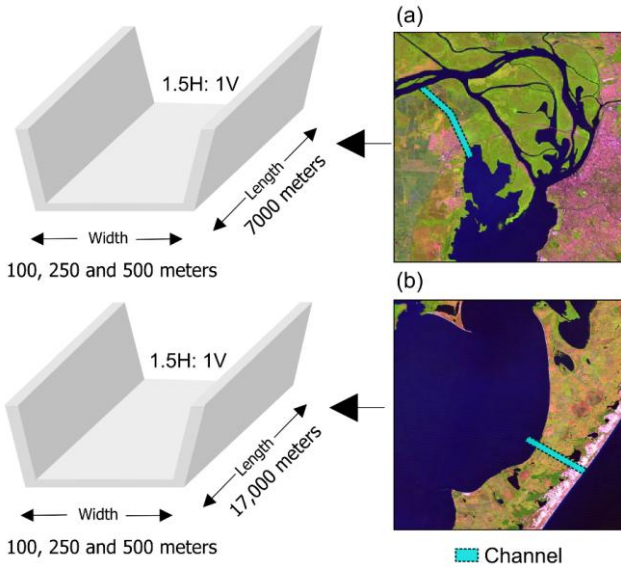 (a)
1.5H: 1V
Length
7000 meters
Width
100, 250 and 500 meters
(b)
1.5H: 1V
Length
17,000 meters
Width
100, 250 and 500 meters
Channel